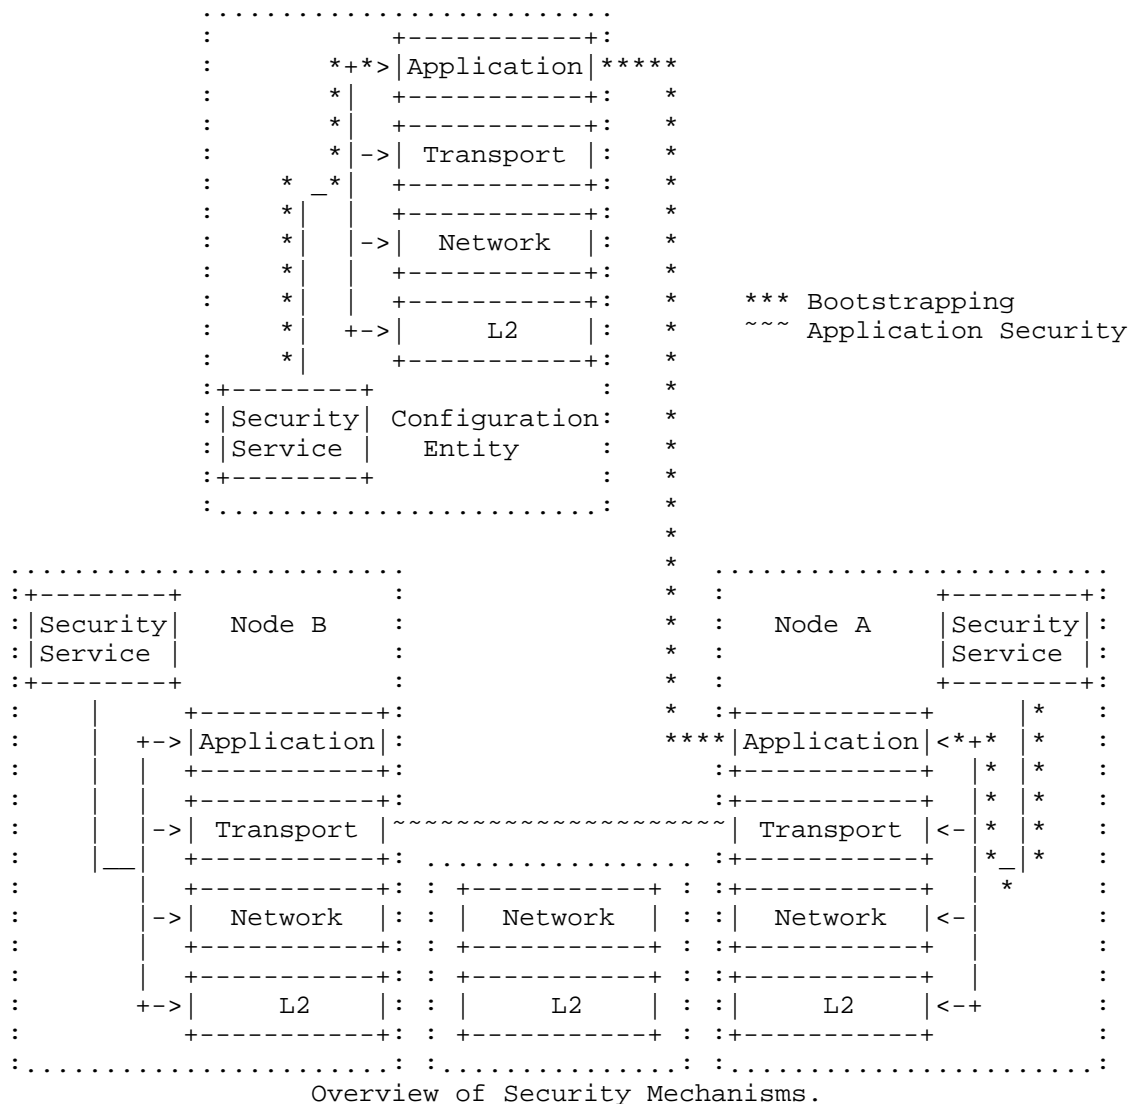 Application
Transport
Network
*** Bootstrapping
L2
~~~ Application Security
Security Configuration
Service Entity
Security Node B Node A Security
Service Service
Application Application
Transport Transport
Network Network Network
L2 L2 L2
Overview of Security Mechanisms.